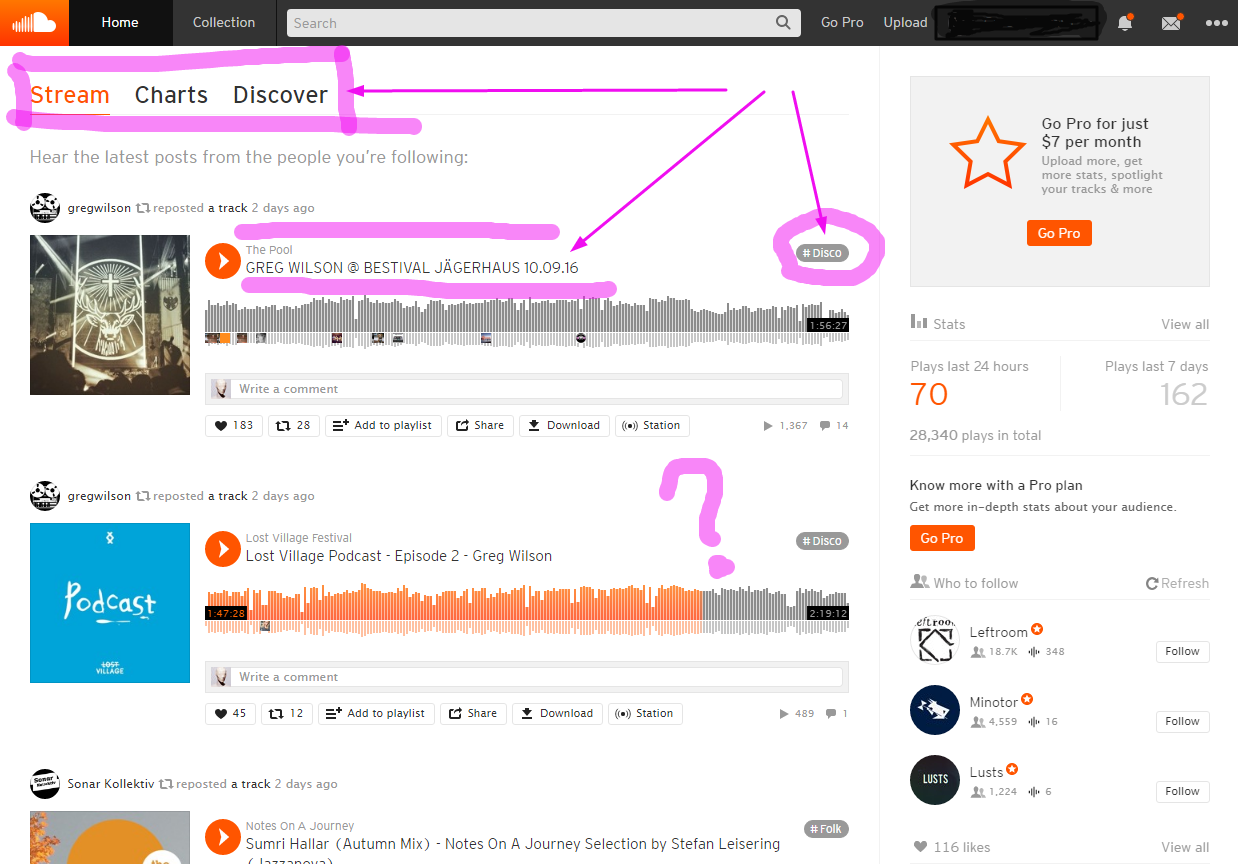 Home
Collection
Search
Go Pro
Upload
Stream Charts Discover
Hear the latest posts from the people you're following:
gregwilson reposted a track 2 days ago
The Pool
# Disco
GREG WILSON @ BESTIVAL JÄGERHAUS 10.09.16
1:56:27
Write a comment
183
28
Add to playlist
Share
Download
Station
1,367
14
gregwilson reposted a track 2 days ago
?
Podcast
LOST
VILLAGE
Lost Village Festival
# Disco
Lost Village Podcast - Episode 2 - Greg Wilson
1:47:28
2:19:12
Write a comment
45
12
Add to playlist
Share
Download
Station
489
1
Sonar Kollektiv reposted a track 2 days ago
the
Notes On A Journey
# Folk
Sumri Hallar (Autumn Mix) - Notes On A Journey Selection by Stefan Leisering
(Jazzanova)
Go Pro for just
$7 per month
Upload more, get
more stats, spotlight
your tracks & more
Go Pro
Stats
View all
Plays last 24 hours
Plays last 7 days
70
162
28,340 plays in total
Know more with a Pro plan
Get more in-depth stats about your audience.
Go Pro
Who to follow
Refresh
Leftroom
18.7K
348
Follow
Minotor
4,559
16
Follow
LUSTS
Lusts
1,224
6
Follow
116 likes
View all